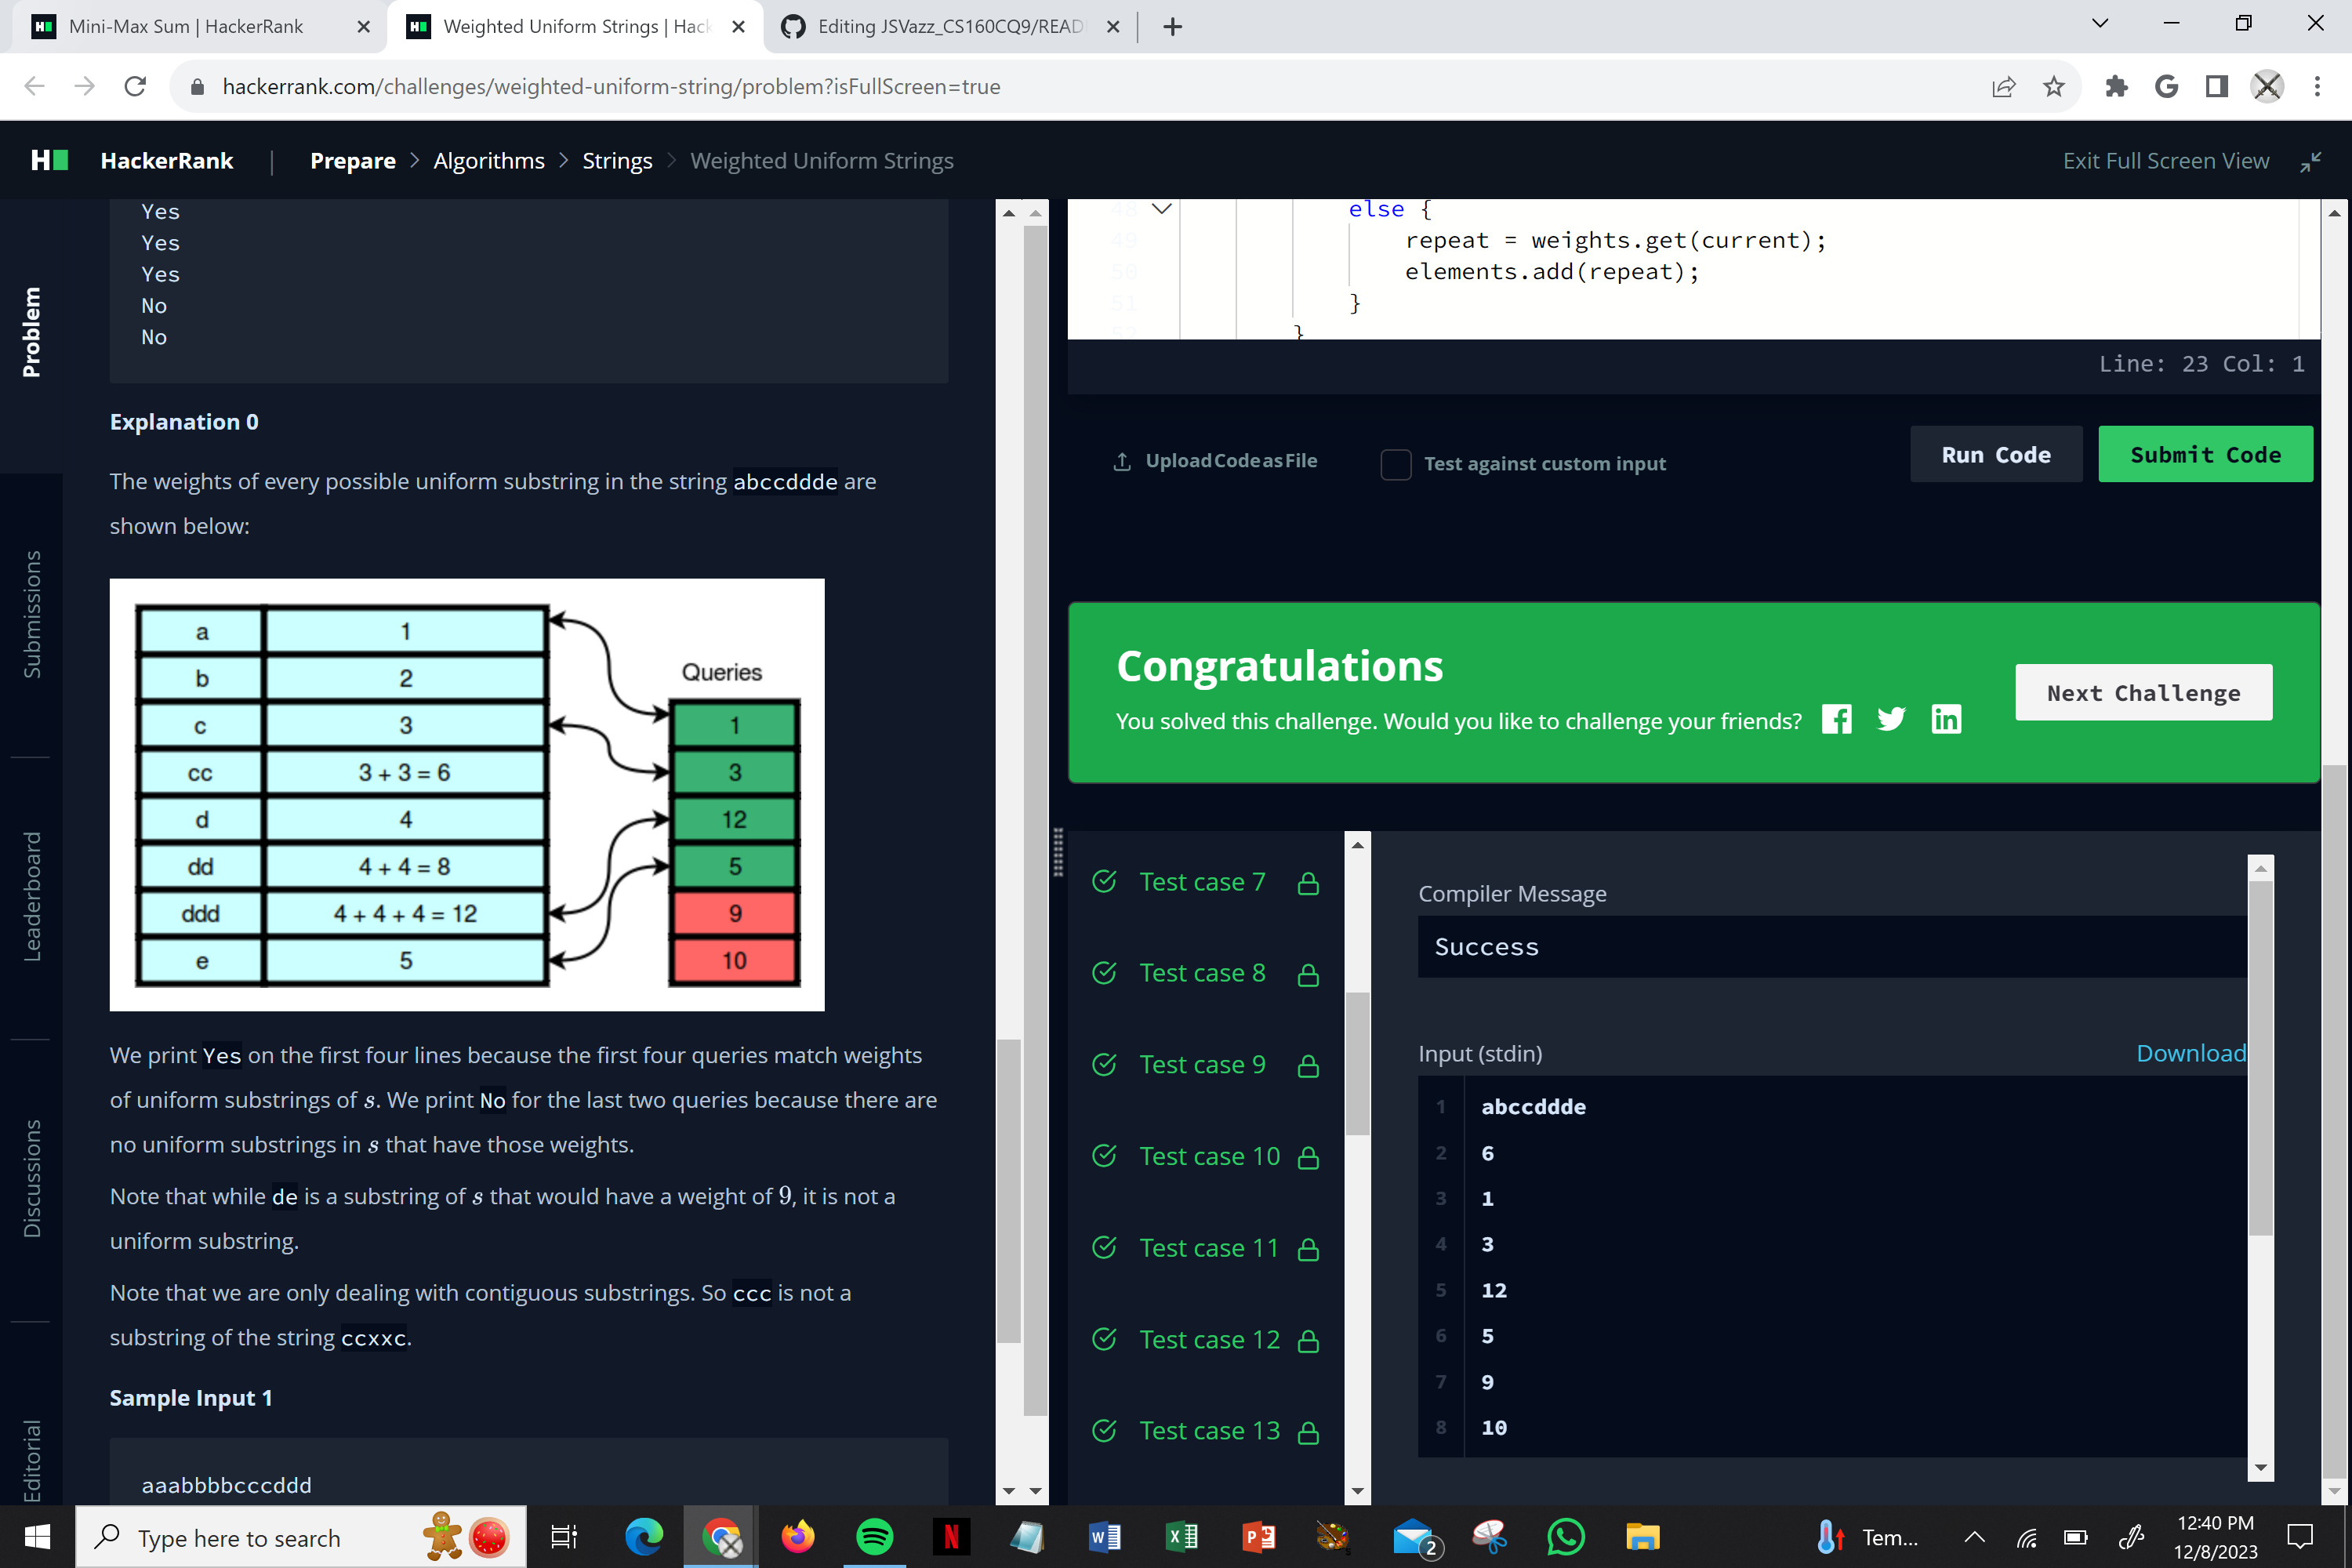 Mini-Max Sum | HackerRank
Weighted Uniform Strings | Hack
Editing JSVazz_CS160CQ9/READ
hackerrank.com/challenges/weighted-uniform-string/problem?isFullScreen=true
HackerRank | Prepare > Algorithms > Strings > Weighted Uniform Strings
Exit Full Screen View
Problem
Submissions
Leaderboard
Discussions
Editorial
Yes
Yes
Yes
No
No
Explanation 0
The weights of every possible uniform substring in the string abccddde are
shown below:
a 1
b 2
c 3
cc 3 + 3 = 6
d 4
dd 4 + 4 = 8
ddd 4 + 4 + 4 = 12
e 5
Queries
1
3
12
5
9
10
We print Yes on the first four lines because the first four queries match weights
of uniform substrings of s. We print No for the last two queries because there are
no uniform substrings in s that have those weights.
Note that while de is a substring of s that would have a weight of 9, it is not a
uniform substring.
Note that we are only dealing with contiguous substrings. So ccc is not a
substring of the string ccxxc.
Sample Input 1
aaabbbbcccddd
48 else {
49 repeat = weights.get(current);
50 elements.add(repeat);
51 }
52 }
Line: 23 Col: 1
Upload Code as File
Test against custom input
Run Code
Submit Code
Congratulations
You solved this challenge. Would you like to challenge your friends?
Next Challenge
Test case 7
Test case 8
Test case 9
Test case 10
Test case 11
Test case 12
Test case 13
Compiler Message
Success
Input (stdin)
Download
1 abccddde
2 6
3 1
4 3
5 12
6 5
7 9
8 10
Type here to search
2
Tem...
12:40 PM
12/8/2023